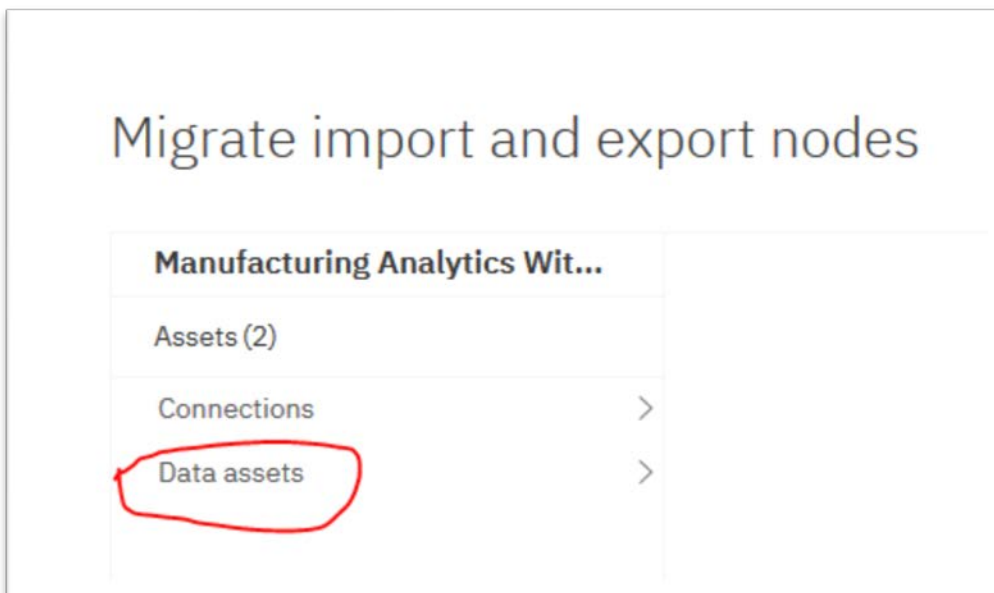 Migrate import and export nodes
Manufacturing Analytics Wit...
Assets (2)
Connections
Data assets